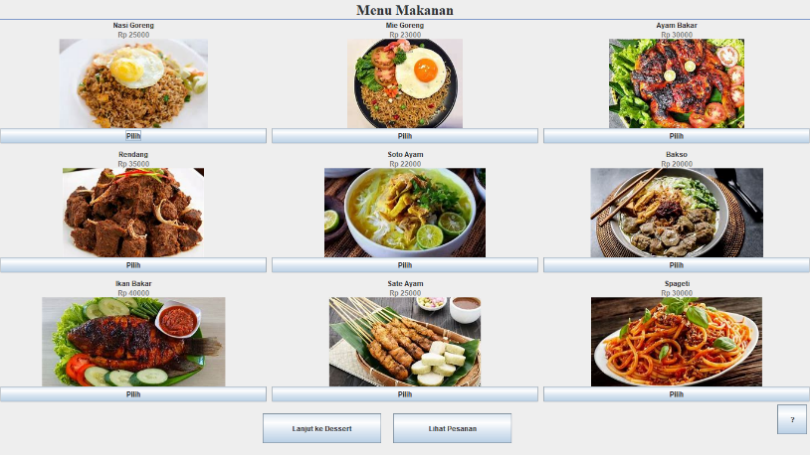 Menu Makanan
Nasi Goreng
Rp 25000
Pilih
Mie Goreng
Rp 23000
Pilih
Ayam Bakar
Rp 30000
Pilih
Rendang
Rp 35000
Pilih
Soto Ayam
Rp 22000
Pilih
Bakso
Rp 20000
Pilih
Ikan Bakar
Rp 40000
Pilih
Sate Ayam
Rp 25000
Pilih
Spageti
Rp 30000
Pilih
Lanjut ke Dessert
Lihat Pesanan
?